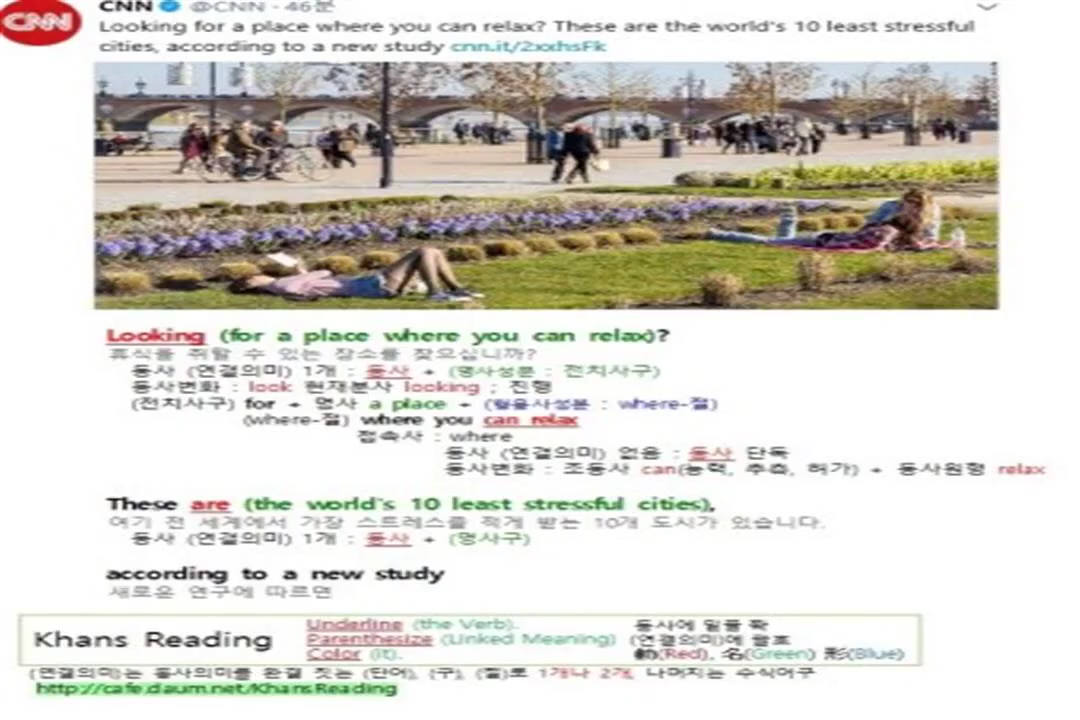 CNN
CNN @CNN · 46분
Looking for a place where you can relax? These are the world's 10 least stressful
cities, according to a new study cnn.it/2xxhsFk
Looking (for a place where you can relax)?
휴식을 취할 수 있는 장소를 찾으십니까?
동사 (연결의미) 1개 : 동사 + (명사성분 : 전치사구)
동사변화 : look 현재분사 looking ; 진행
(전치사구) for + 명사 a place + (형용사성분 : where-절)
(where-절) where you can relax
접속사 : where
동사 (연결의미) 없음 : 동사 단독
동사변화 : 조동사 can(능력, 추측, 허가) + 동사원형 relax
These are (the world's 10 least stressful cities),
여기 전 세계에서 가장 스트레스를 적게 받는 10개 도시가 있습니다.
동사 (연결의미) 1개 : 동사 + (명사구)
according to a new study
새로운 연구에 따르면
Khans Reading
Underline (the Verb). 동사에 밑줄 쫙
Parenthesize (Linked Meaning) (연결의미)에 괄호
Color (it). 動(Red), 名(Green) 形(Blue)
(연결의미)는 동사의미를 완결 짓는 (단어), (구), (절)로 1개나 2개, 나머지는 수식어구
http://cafe.daum.net/KhansReading